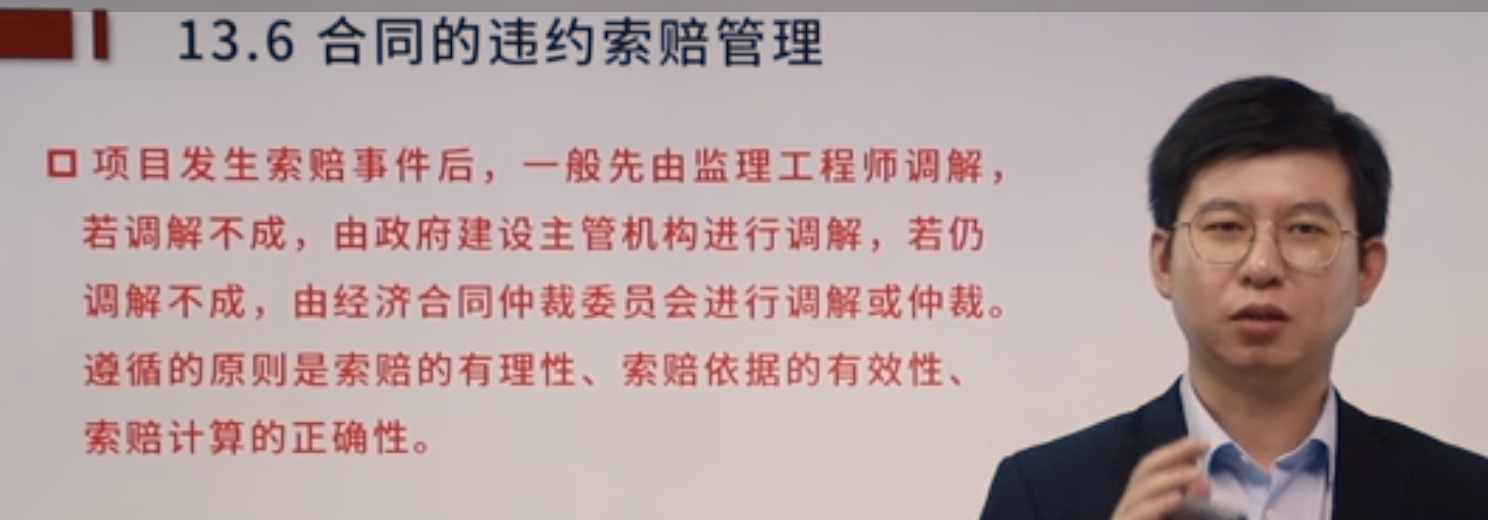 13.6 合同的违约索赔管理
项目发生索赔事件后，一般先由监理工程师调解，
若调解不成，由政府建设主管机构进行调解，若仍
调解不成，由经济合同仲裁委员会进行调解或仲裁。
遵循的原则是索赔的有理性、索赔依据的有效性、
索赔计算的正确性。